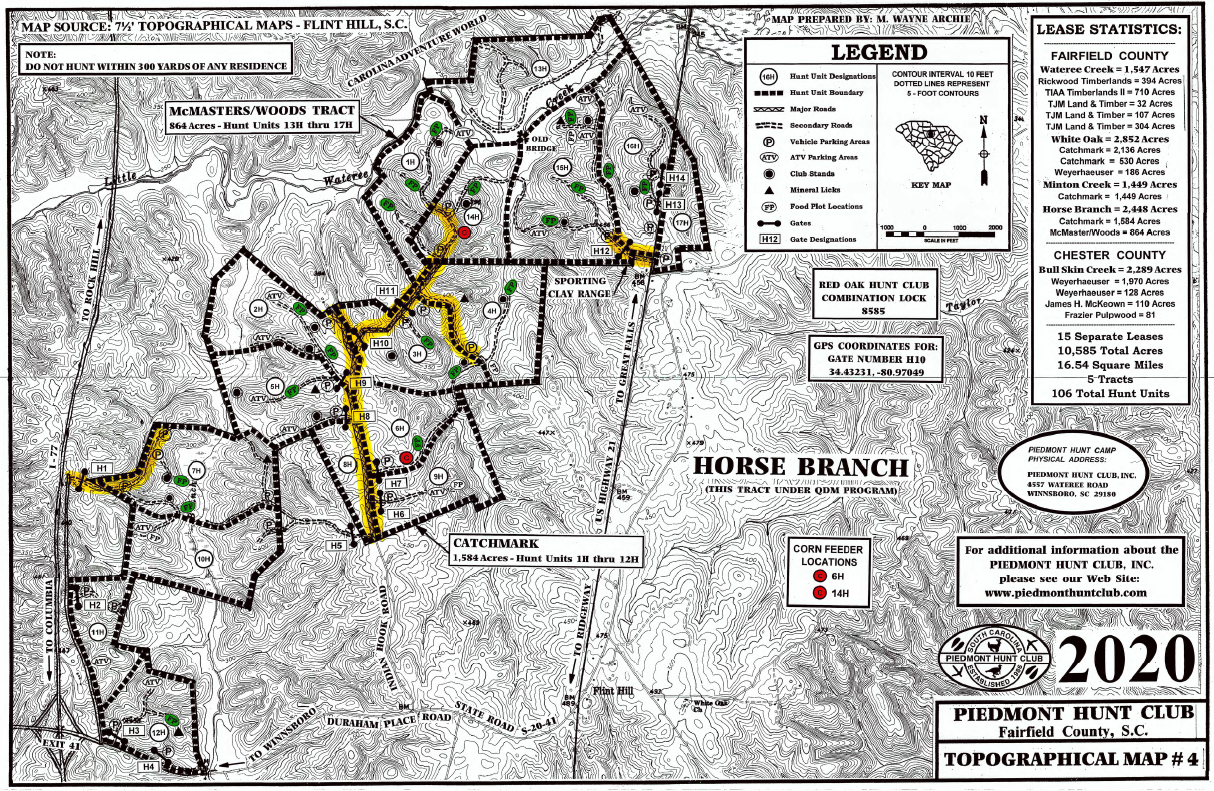 MAP SOURCE: 7½' TOPOGRAPHICAL MAPS - FLINT HILL, S.C.
NOTE:
DO NOT HUNT WITHIN 300 YARDS OF ANY RESIDENCE
McMASTERS/WOODS TRACT
864 Acres - Hunt Units 13H thru 17H
CAROLINA ADVENTURE WORLD
MAP PREPARED BY: M. WAYNE ARCHIE
LEGEND
16H Hunt Unit Designations
Hunt Unit Boundary
Major Roads
Secondary Roads
P Vehicle Parking Areas
ATV ATV Parking Areas
Club Stands
Mineral Licks
FP Food Plot Locations
Gates
H12 Gate Designations
CONTOUR INTERVAL 10 FEET
DOTTED LINES REPRESENT
5 - FOOT CONTOURS
N
KEY MAP
1000 0 1000 2000
SCALE IN FEET
LEASE STATISTICS:
FAIRFIELD COUNTY
Wateree Creek = 1,547 Acres
Rickwood Timberlands = 394 Acres
TIAA Timberlands II = 710 Acres
TJM Land & Timber = 32 Acres
TJM Land & Timber = 107 Acres
TJM Land & Timber = 304 Acres
White Oak = 2,852 Acres
Catchmark = 2,136 Acres
Catchmark = 530 Acres
Weyerhaeuser = 186 Acres
Minton Creek = 1,449 Acres
Catchmark = 1,449 Acres
Horse Branch = 2,448 Acres
Catchmark = 1,584 Acres
McMaster/Woods = 864 Acres
CHESTER COUNTY
Bull Skin Creek = 2,289 Acres
Weyerhaeuser = 1,970 Acres
Weyerhaeuser = 128 Acres
James H. McKeown = 110 Acres
Frazier Pulpwood = 81
15 Separate Leases
10,585 Total Acres
16.54 Square Miles
5 Tracts
106 Total Hunt Units
Little
Wateree
Creek
OLD
BRIDGE
13H
1H
14H
15H
16H
17H
H14
H13
H12
H11
SPORTING
CLAY RANGE
BM
458
RED OAK HUNT CLUB
COMBINATION LOCK
8585
GPS COORDINATES FOR:
GATE NUMBER H10
34.43231, -80.97049
Taylor
TO ROCK HILL
I - 77
TO COLUMBIA
EXIT 41
TO GREAT FALLS
US HIGHWAY 21
TO RIDGEWAY
2H
3H
4H
5H
6H
7H
8H
9H
10H
11H
12H
H10
H9
H8
H7
H6
H5
H1
H2
H3
H4
HORSE BRANCH
(THIS TRACT UNDER QDM PROGRAM)
BM
459
CATCHMARK
1,584 Acres - Hunt Units 1H thru 12H
CORN FEEDER
LOCATIONS
C 6H
C 14H
PIEDMONT HUNT CAMP
PHYSICAL ADDRESS:
PIEDMONT HUNT CLUB, INC.
4557 WATEREE ROAD
WINNSBORO, SC 29180
For additional information about the
PIEDMONT HUNT CLUB, INC.
please see our Web Site:
www.piedmonthuntclub.com
INDIAN HOOK ROAD
TO WINNSBORO
DURAHAM PLACE ROAD
STATE ROAD S-20-41
BM
489
Flint Hill
White Oak
Ch
SOUTH CAROLINA
PIEDMONT HUNT CLUB
ESTABLISHED 1966
2020
PIEDMONT HUNT CLUB
Fairfield County, S.C.
TOPOGRAPHICAL MAP # 4